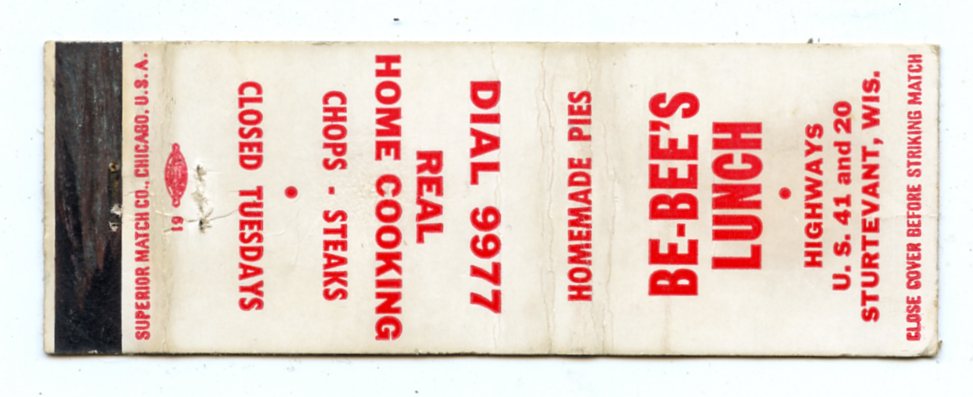 BE-BEE'S
LUNCH
HIGHWAYS
U. S. 41 and 20
STURTEVANT, WIS.
CLOSE COVER BEFORE STRIKING MATCH
HOMEMADE PIES
DIAL 9977
REAL
HOME COOKING
CHOPS - STEAKS
CLOSED TUESDAYS
19
SUPERIOR MATCH CO., CHICAGO, U.S.A.